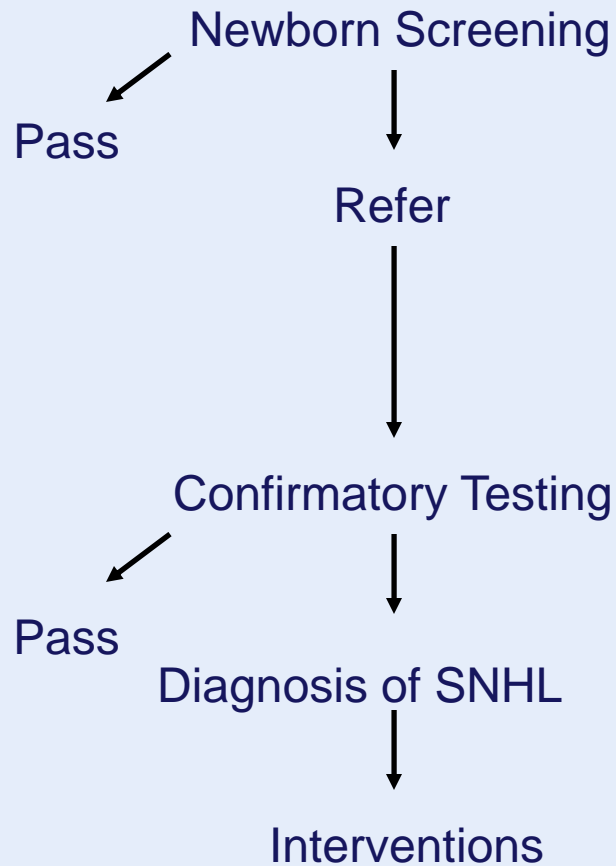 Newborn Screening
Pass
Refer
Confirmatory Testing
Pass
Diagnosis of SNHL
Interventions